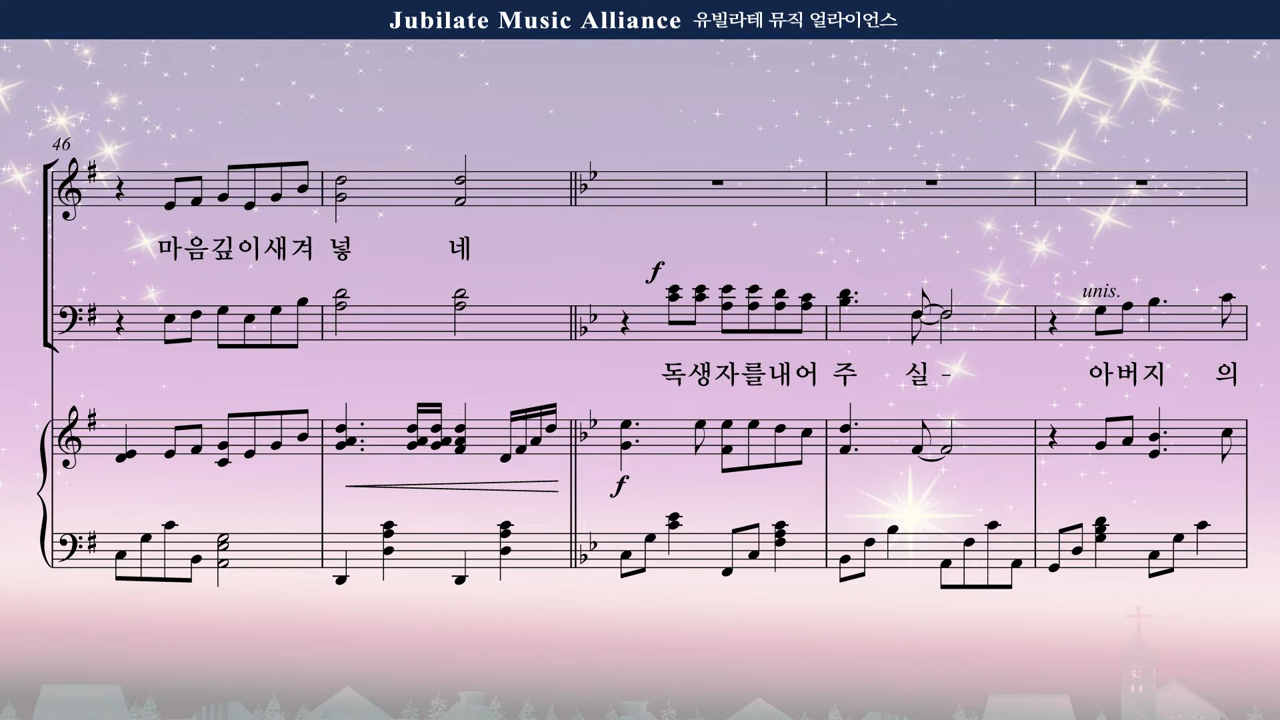 Jubilate Music Alliance 유빌라테 뮤직 얼라이언스
46
마음깊이새겨 넣 네
f
unis.
독생자를내어 주 실 - 아버지 의
f